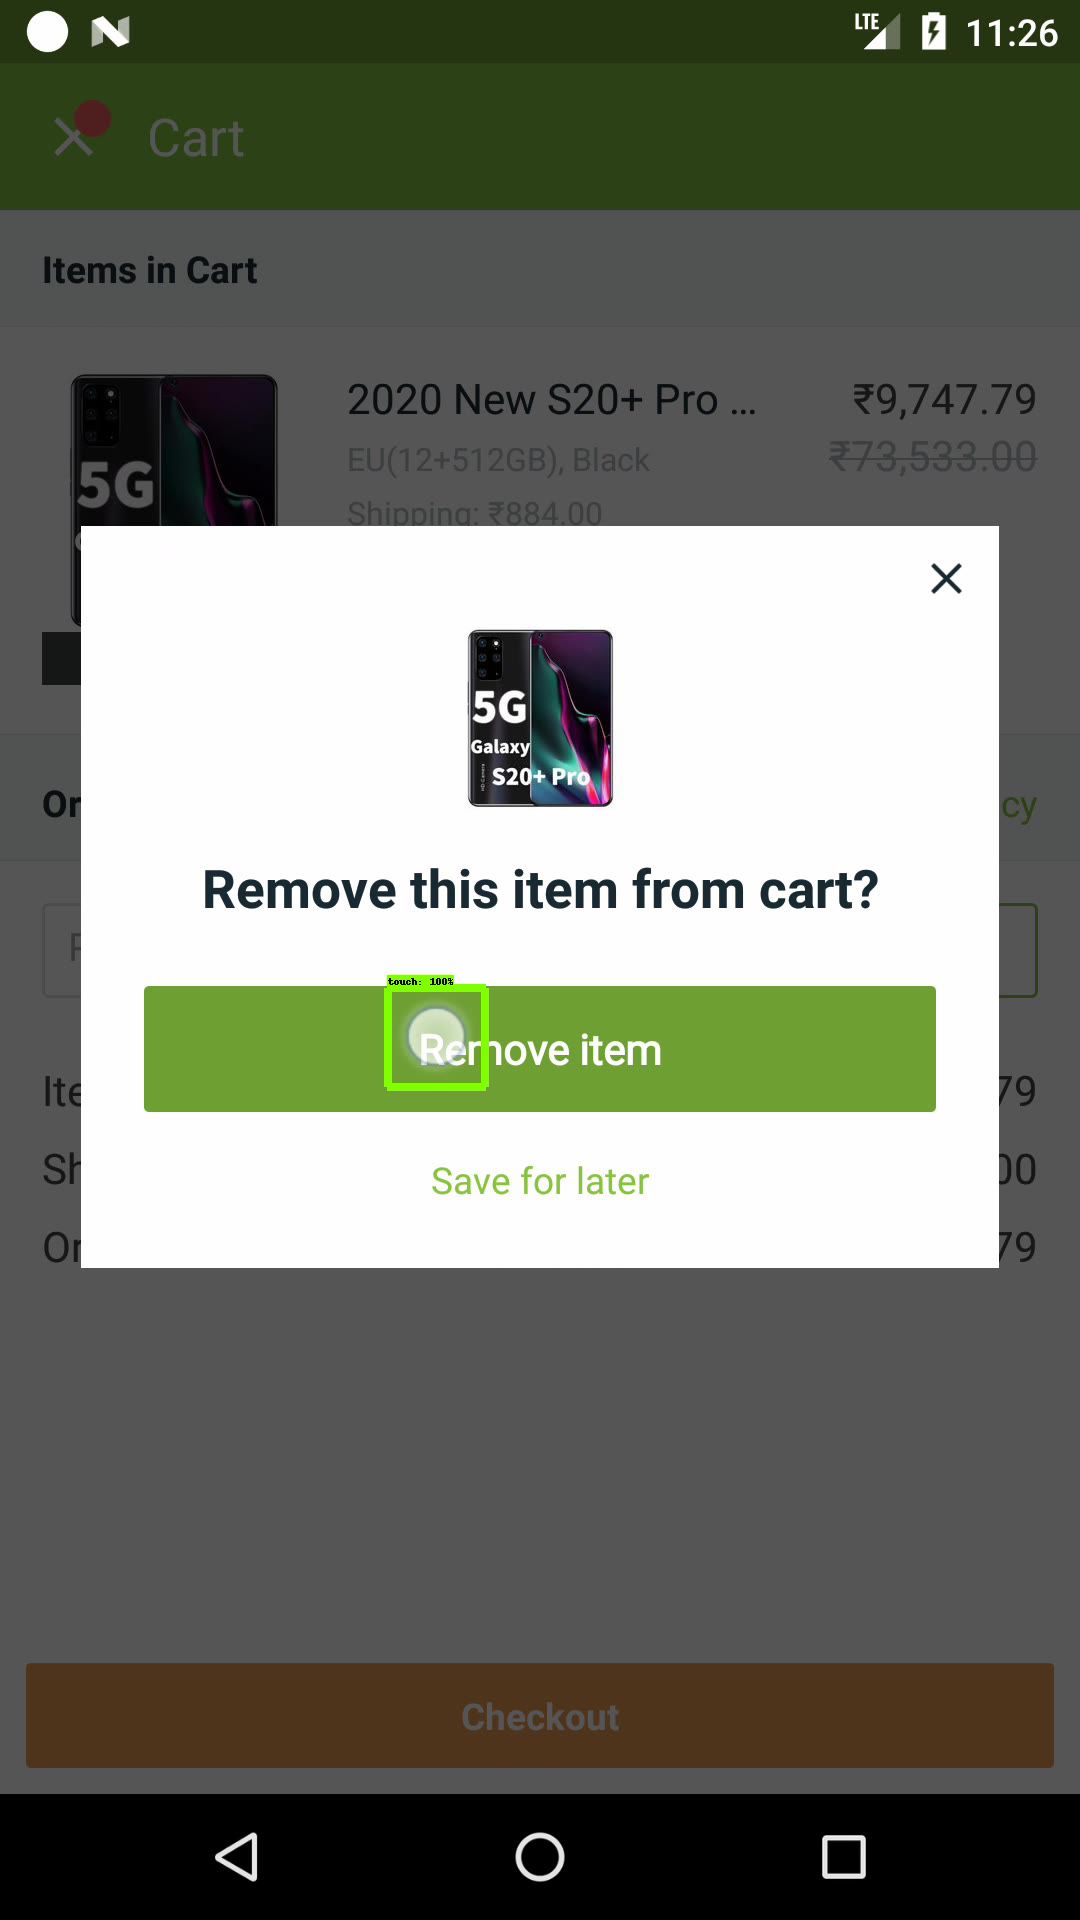 LTE 11:26
Cart
Items in Cart
2020 New S20+ Pro ... ₹9,747.79
EU(12+512GB), Black ₹73,533.00
Shipping: ₹884.00
5G
5G
Galaxy
S20+ Pro
HD Camera
Or cy
Remove this item from cart?
touch: 100%
Remove item
Ite 79
Save for later
Sh 00
Or 79
Checkout